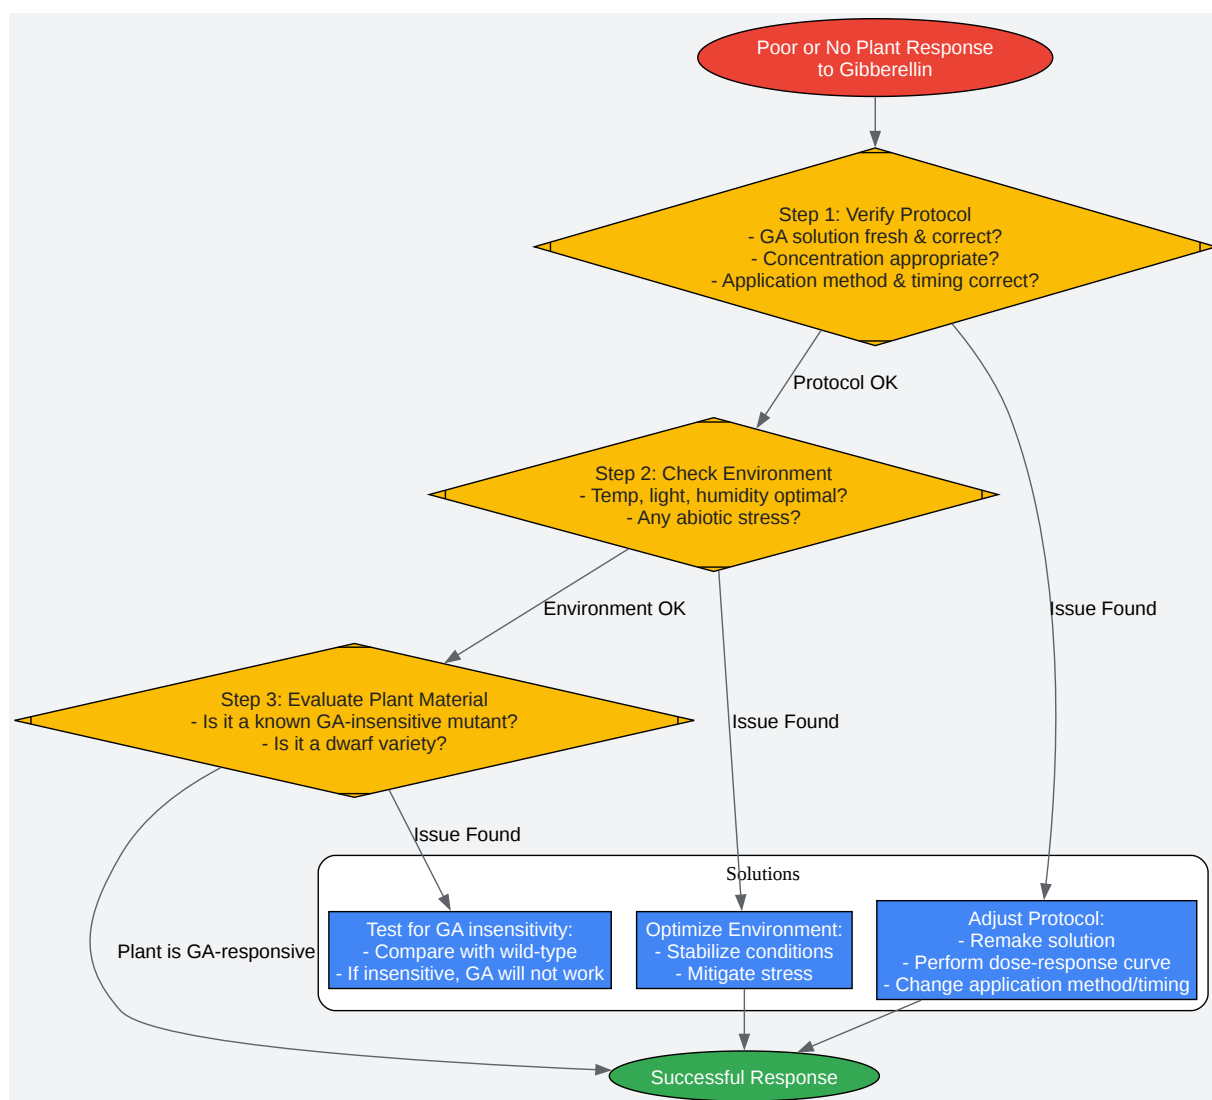 Poor or No Plant Response
to Gibberellin
Step 1: Verify Protocol
- GA solution fresh & correct?
- Concentration appropriate?
- Application method & timing correct?
Protocol OK
Step 2: Check Environment
- Temp, light, humidity optimal?
- Any abiotic stress?
Environment OK
Issue Found
Step 3: Evaluate Plant Material
- Is it a known GA-insensitive mutant?
- Is it a dwarf variety?
Issue Found
Issue Found
Solutions
Test for GA insensitivity:
- Compare with wild-type
- If insensitive, GA will not work
Optimize Environment:
- Stabilize conditions
- Mitigate stress
Adjust Protocol:
- Remake solution
- Perform dose-response curve
- Change application method/timing
Plant is GA-responsive
Successful Response